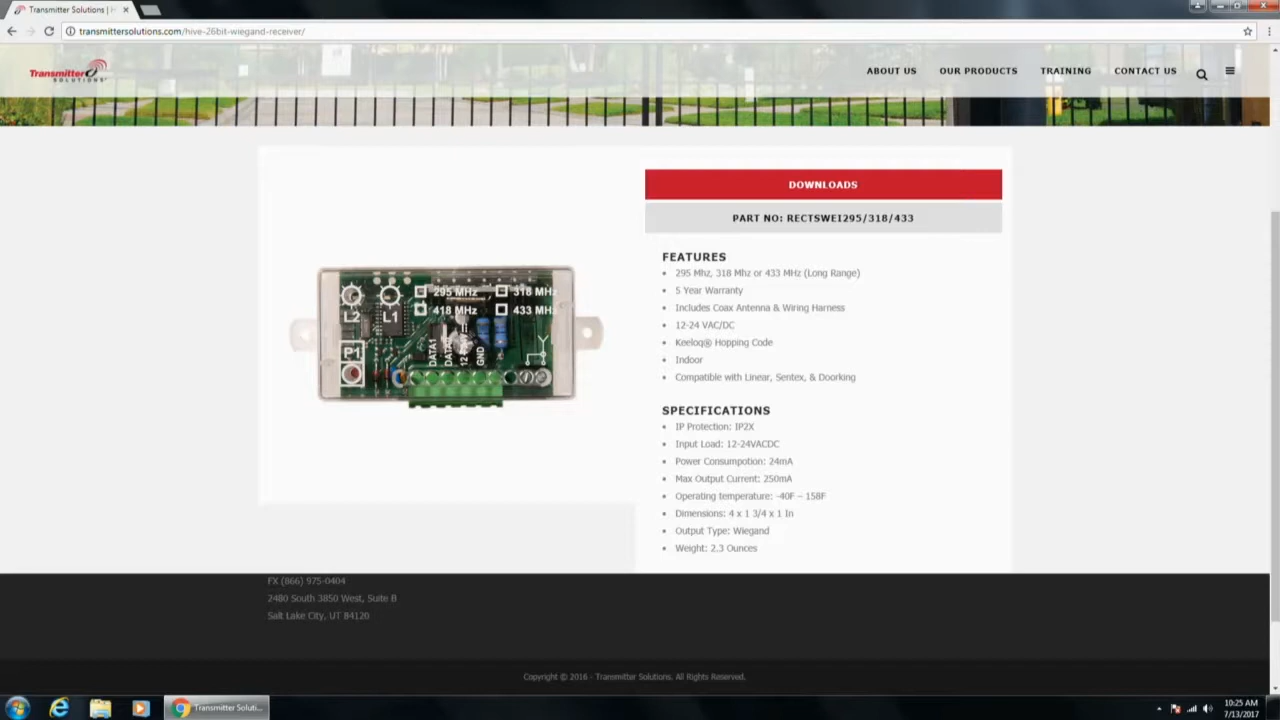 Transmitter Solutions | H
transmittersolutions.com/hive-26bit-wiegand-receiver/
Transmitter
SOLUTIONS
ABOUT US
OUR PRODUCTS
TRAINING
CONTACT US
DOWNLOADS
PART NO: RECTSWEI295/318/433
295 MHz
318 MHz
418 MHz
433 MHz
L2
L1
P1
DATA1
GND
FEATURES
295 Mhz, 318 Mhz or 433 MHz (Long Range)
5 Year Warranty
Includes Coax Antenna & Wiring Harness
12-24 VAC/DC
Keeloq® Hopping Code
Indoor
Compatible with Linear, Sentex, & Doorking
SPECIFICATIONS
IP Protection: IP2X
Input Load: 12-24VACDC
Power Consumpotion: 24mA
Max Output Current: 250mA
Operating temperature: -40F – 158F
Dimensions: 4 x 1 3/4 x 1 In
Output Type: Wiegand
Weight: 2.3 Ounces
FX (866) 975-0404
2480 South 3850 West, Suite B
Salt Lake City, UT 84120
Copyright © 2016 - Transmitter Solutions. All Rights Reserved.
Transmitter Soluti...
10:25 AM
7/13/2017